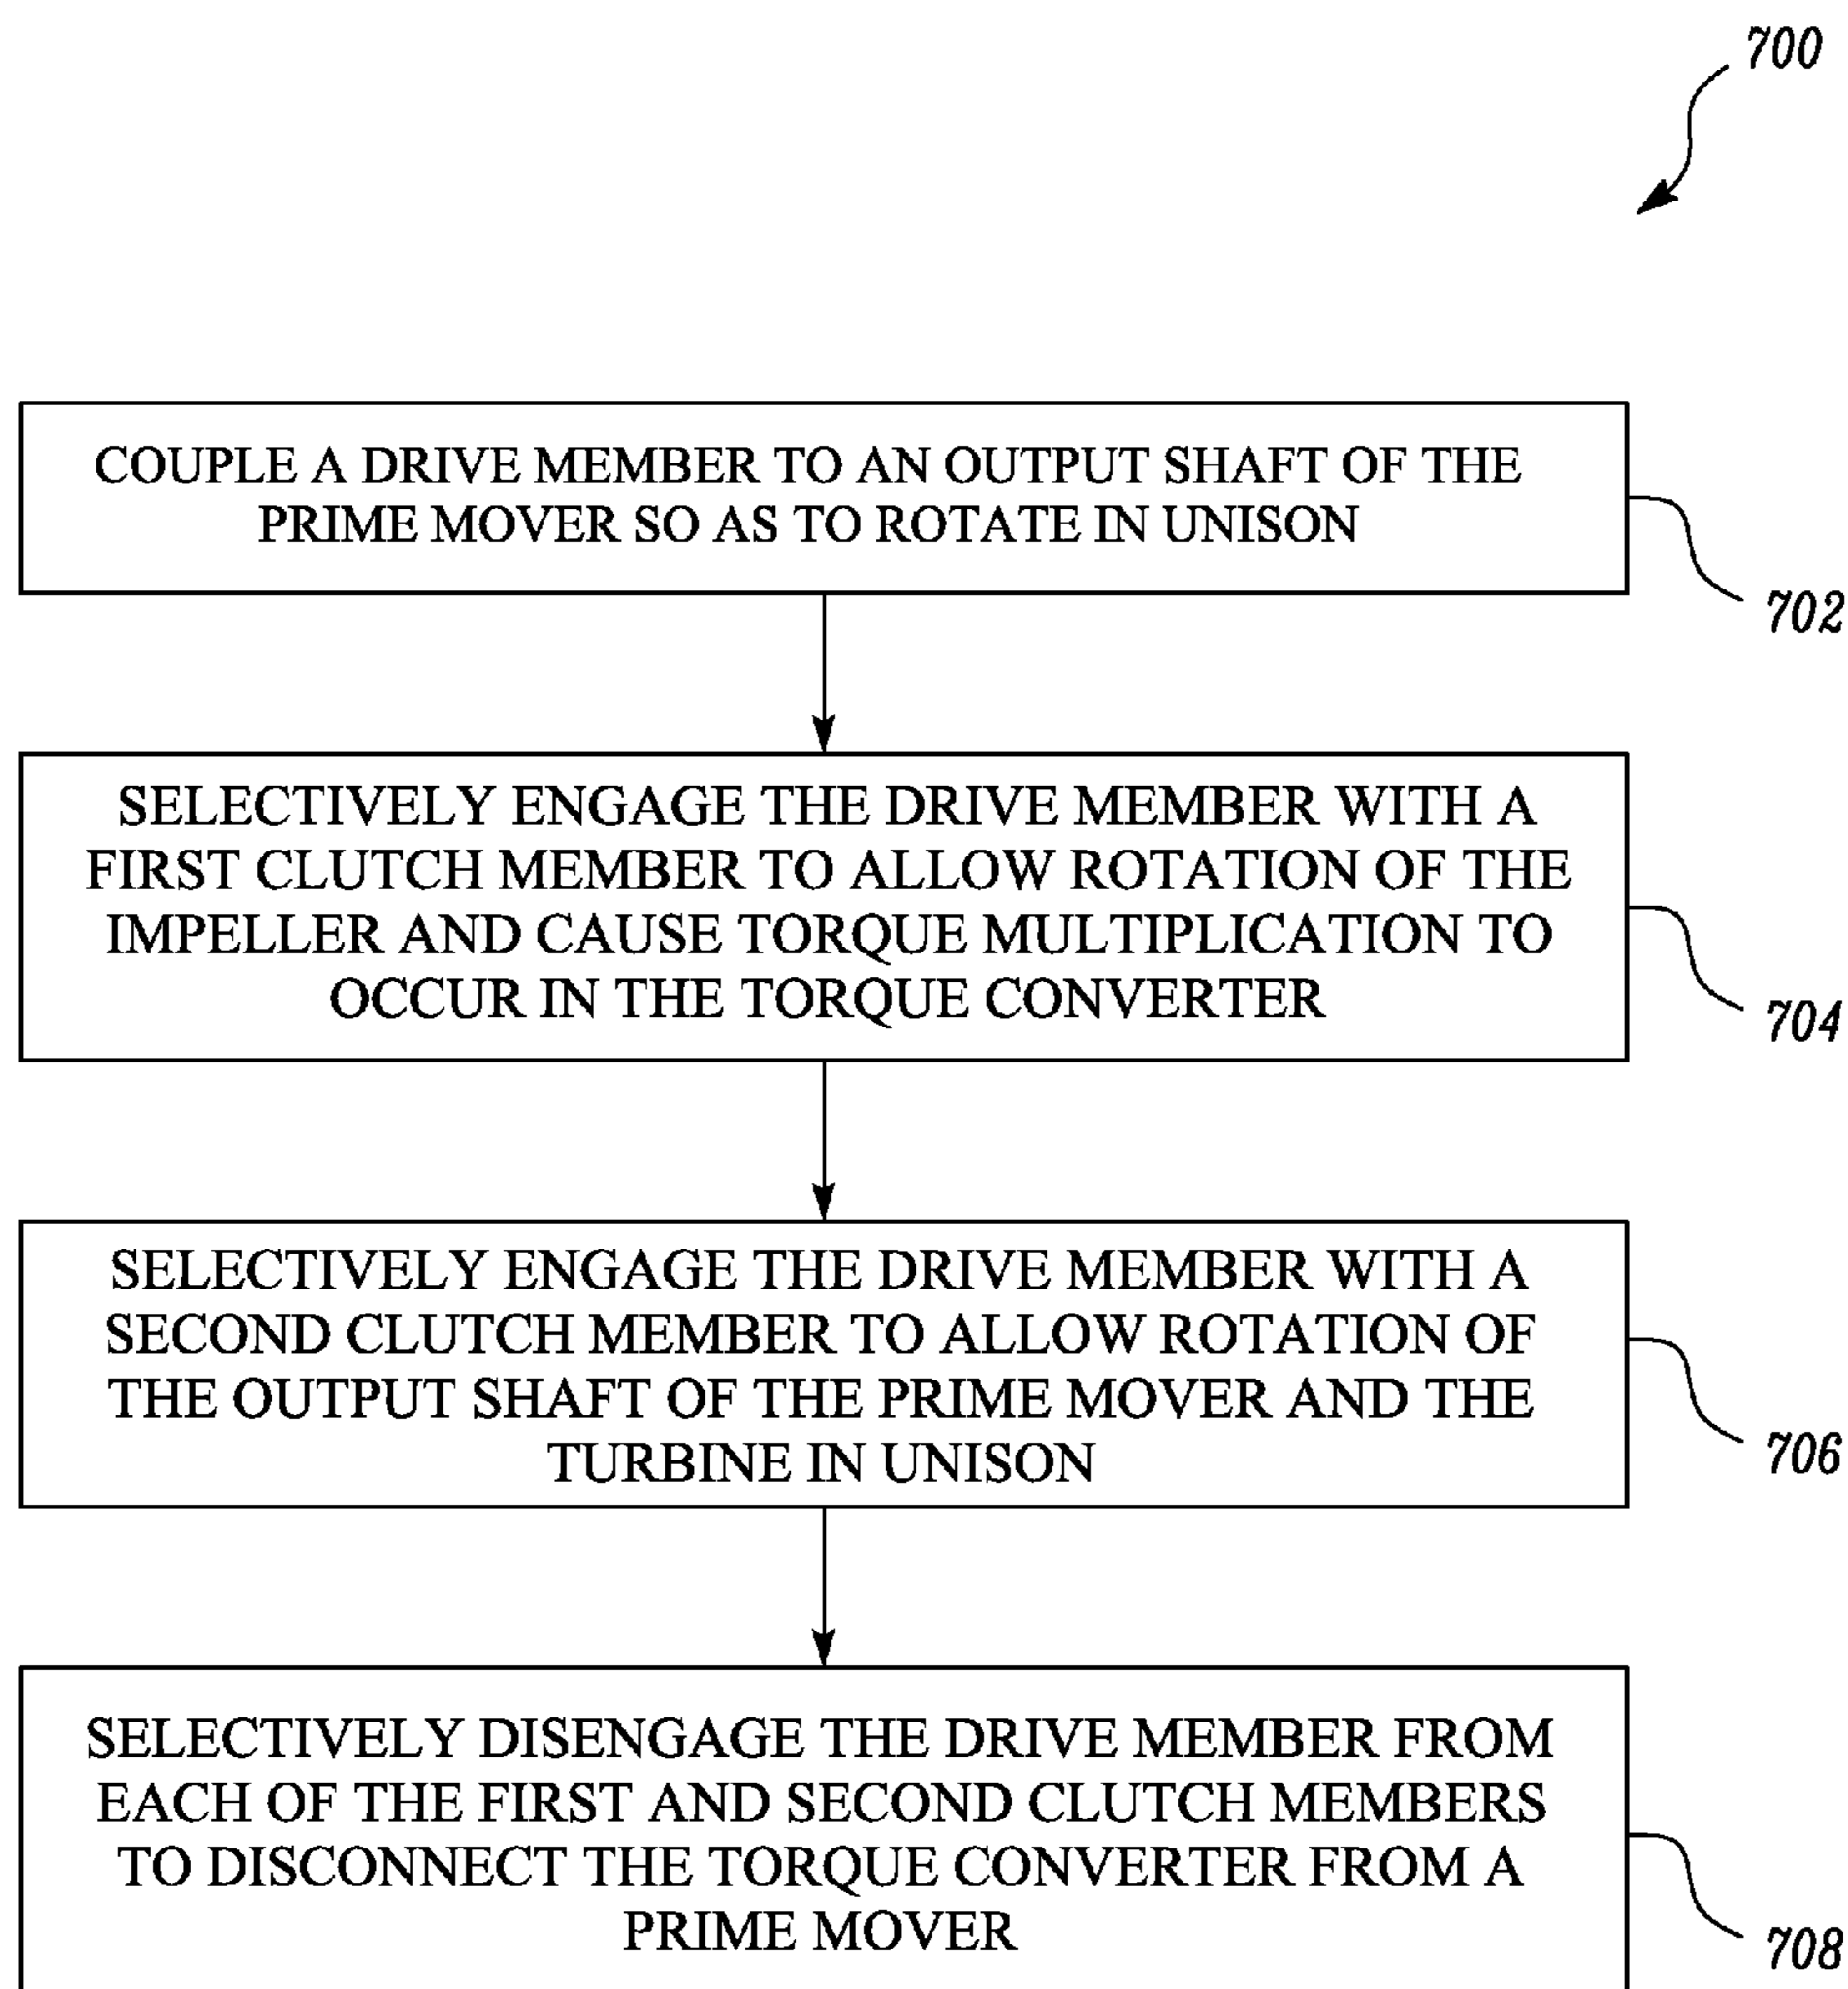 700
COUPLE A DRIVE MEMBER TO AN OUTPUT SHAFT OF THE
PRIME MOVER SO AS TO ROTATE IN UNISON
702
SELECTIVELY ENGAGE THE DRIVE MEMBER WITH A
FIRST CLUTCH MEMBER TO ALLOW ROTATION OF THE
IMPELLER AND CAUSE TORQUE MULTIPLICATION TO
OCCUR IN THE TORQUE CONVERTER
704
SELECTIVELY ENGAGE THE DRIVE MEMBER WITH A
SECOND CLUTCH MEMBER TO ALLOW ROTATION OF
THE OUTPUT SHAFT OF THE PRIME MOVER AND THE
TURBINE IN UNISON
706
SELECTIVELY DISENGAGE THE DRIVE MEMBER FROM
EACH OF THE FIRST AND SECOND CLUTCH MEMBERS
TO DISCONNECT THE TORQUE CONVERTER FROM A
PRIME MOVER
708